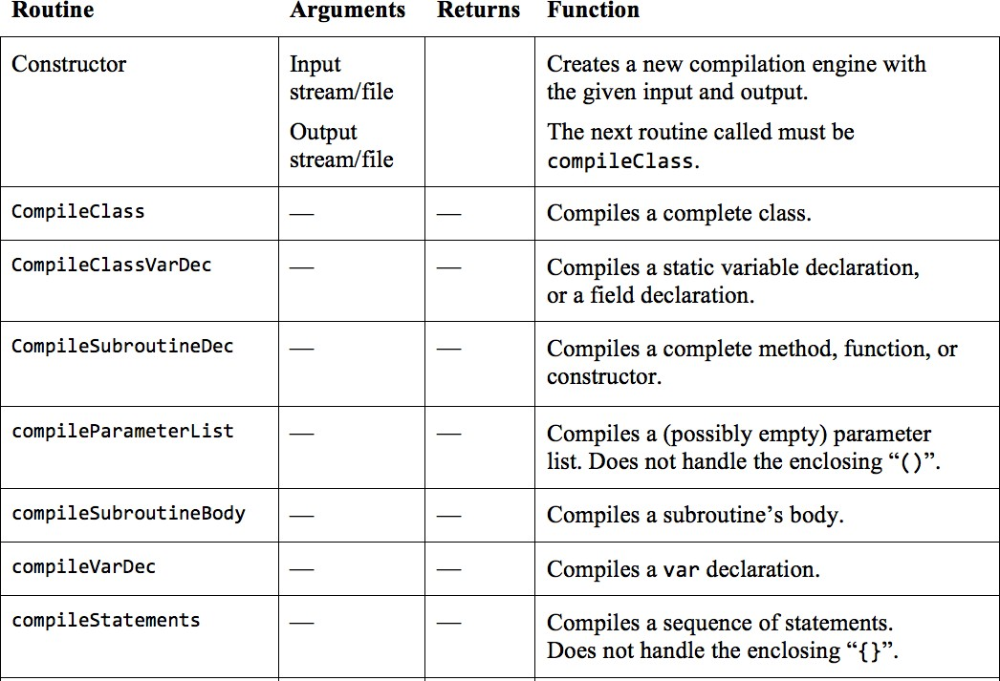 Routine Arguments Returns Function
Constructor Input Creates a new compilation engine with
stream/file the given input and output.
Output The next routine called must be
stream/file compileClass.
CompileClass — — Compiles a complete class.
CompileClassVarDec — — Compiles a static variable declaration,
or a field declaration.
CompileSubroutineDec — — Compiles a complete method, function, or
constructor.
compileParameterList — — Compiles a (possibly empty) parameter
list. Does not handle the enclosing “()”.
compileSubroutineBody — — Compiles a subroutine’s body.
compileVarDec — — Compiles a var declaration.
compileStatements — — Compiles a sequence of statements.
Does not handle the enclosing “{}”.